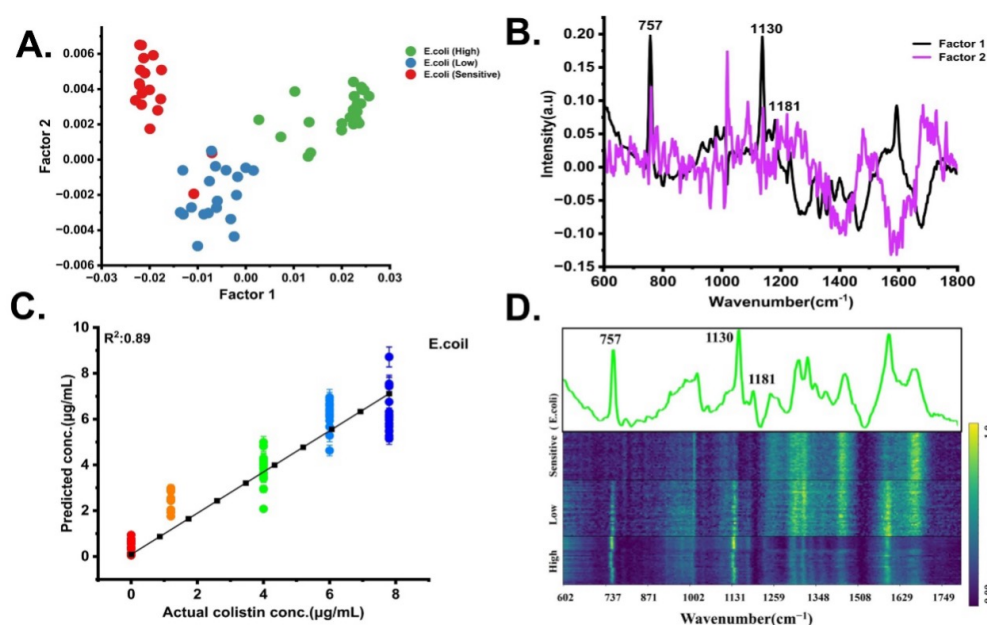 A.
E.coli (High)
E.coli (Low)
E.coli (Sensitive)
0.006
0.004
0.002
0.000
−0.002
−0.004
−0.006
Factor 2
−0.03 −0.02 −0.01 0.00 0.01 0.02 0.03
Factor 1
B.
757
1130
1181
Factor 1
Factor 2
0.20
0.15
0.10
0.05
0.00
−0.05
−0.10
−0.15
Intensity(a.u)
600 800 1000 1200 1400 1600 1800
Wavenumber(cm⁻¹)
C.
R²:0.89
E.coil
10
8
6
4
2
0
Predicted conc.(µg/mL)
0 2 4 6 8
Actual colistin conc.(µg/mL)
D.
757
1130
1181
Sensitive ( E.coli)
Low
High
602 737 871 1002 1131 1259 1348 1508 1629 1749
Wavenumber(cm⁻¹)